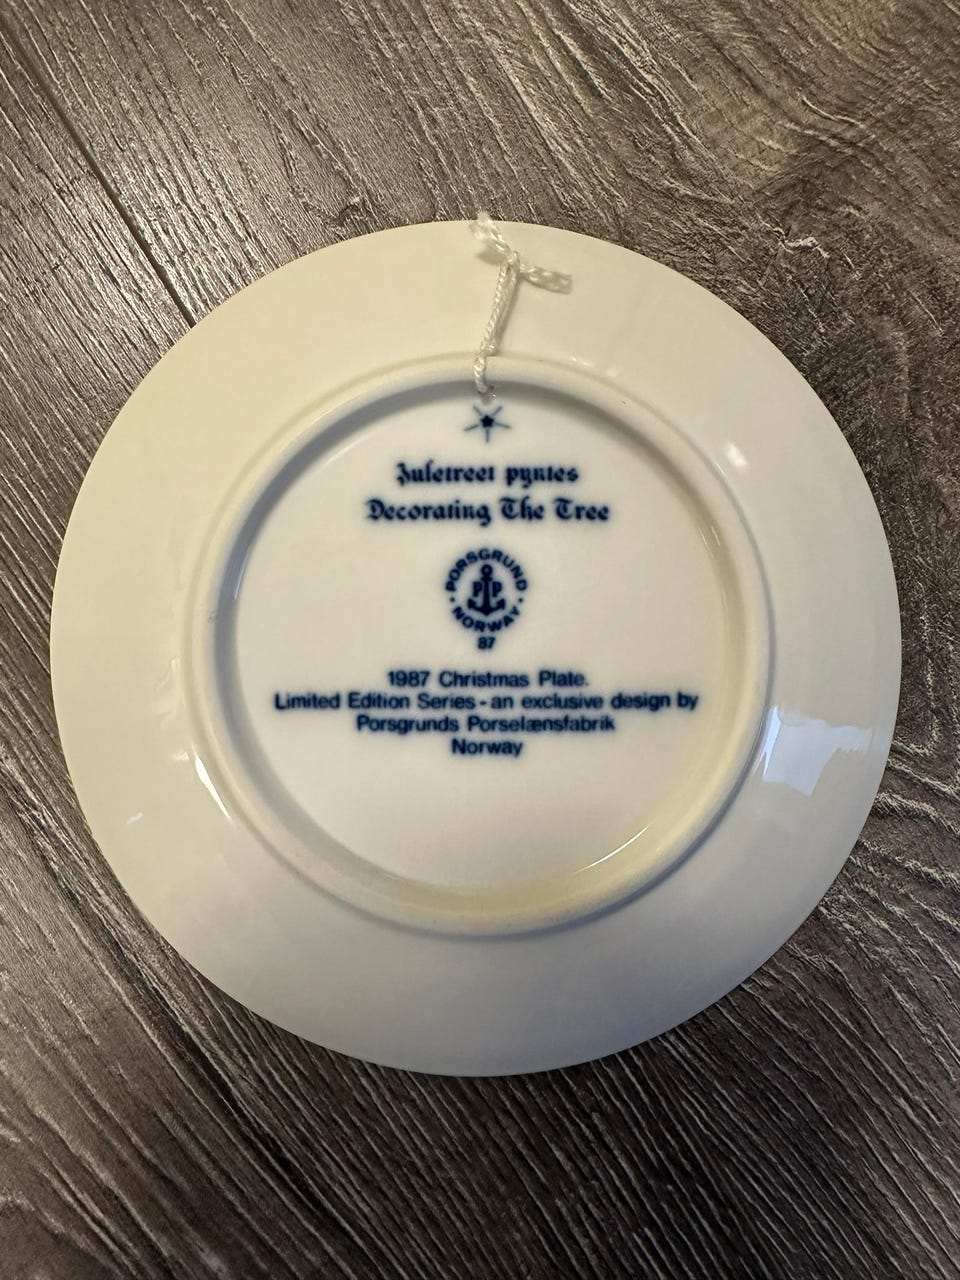 Juletreet pyntes
Decorating The Tree
PORSGRUND
PP
· NORWAY ·
87
1987 Christmas Plate.
Limited Edition Series - an exclusive design by
Porsgrunds Porselænsfabrik
Norway